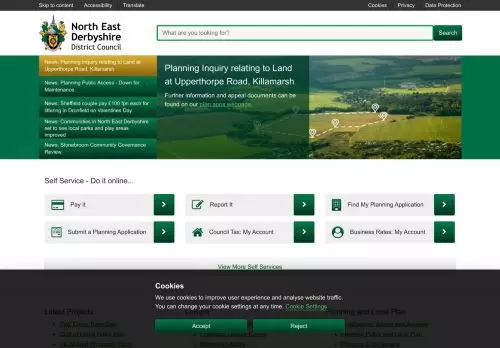 Skip to content Accessibility Translate Cookies Privacy Data Protection
North East
Derbyshire
District Council
What are you looking for?
Search
News: Planning Inquiry relating to Land
at Upperthorpe Road, Killamarsh
News: Planning Public Access - Down for
Maintenance
News: Sheffield couple pay £100 fpn each for
littering in Dronfield on Valentines Day
News: Communities in North East Derbyshire
set to see local parks and play areas
improved
News: Stonebroom Community Governance
Review
Planning Inquiry relating to Land
at Upperthorpe Road, Killamarsh
Further information and appeal documents can be
found on our plan apps webpage.
Self Service - Do it online...
Pay it
Report It
Find My Planning Application
Submit a Planning Application
Council Tax: My Account
Business Rates: My Account
View More Self Services
Cookies
We use cookies to improve user experience and analyse website traffic.
You can change your cookie settings at any time. Cookie Settings
Accept
Reject
Latest Projects
Planning and Local Plan